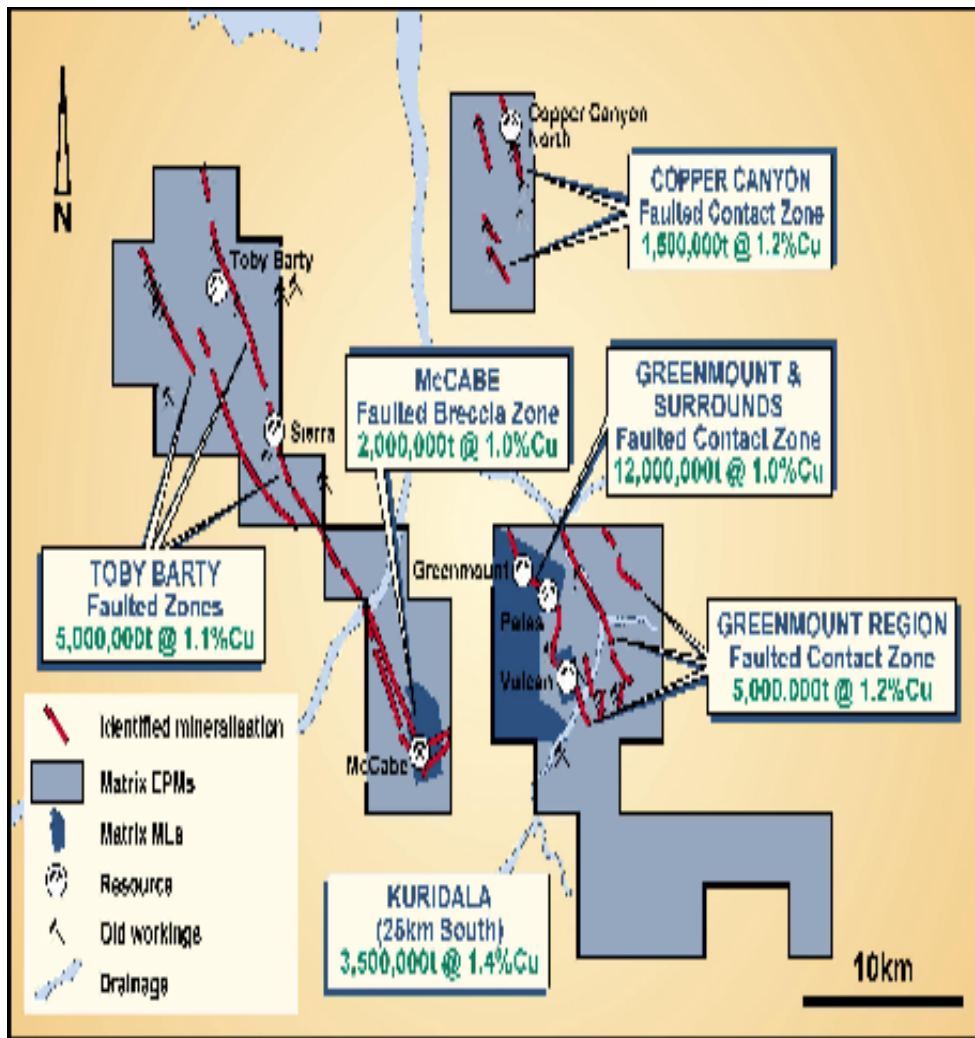 N
Copper Canyon
North
COPPER CANYON
Faulted Contact Zone
1,500,000t @ 1.2%Cu
Toby Barty
McCABE
Faulted Breccia Zone
2,000,000t @ 1.0%Cu
GREENMOUNT &
SURROUNDS
Faulted Contact Zone
12,000,000t @ 1.0%Cu
Sierra
TOBY BARTY
Faulted Zones
5,000,000t @ 1.1%Cu
Greenmount
Vulcan
GREENMOUNT REGION
Faulted Contact Zone
5,000.000t @ 1.2%Cu
McCabe
Identified mineralisation
Matrix EPMs
Matrix MLs
Resource
Old workings
Drainage
KURIDALA
(25km South)
3,500,000t @ 1.4%Cu
10km